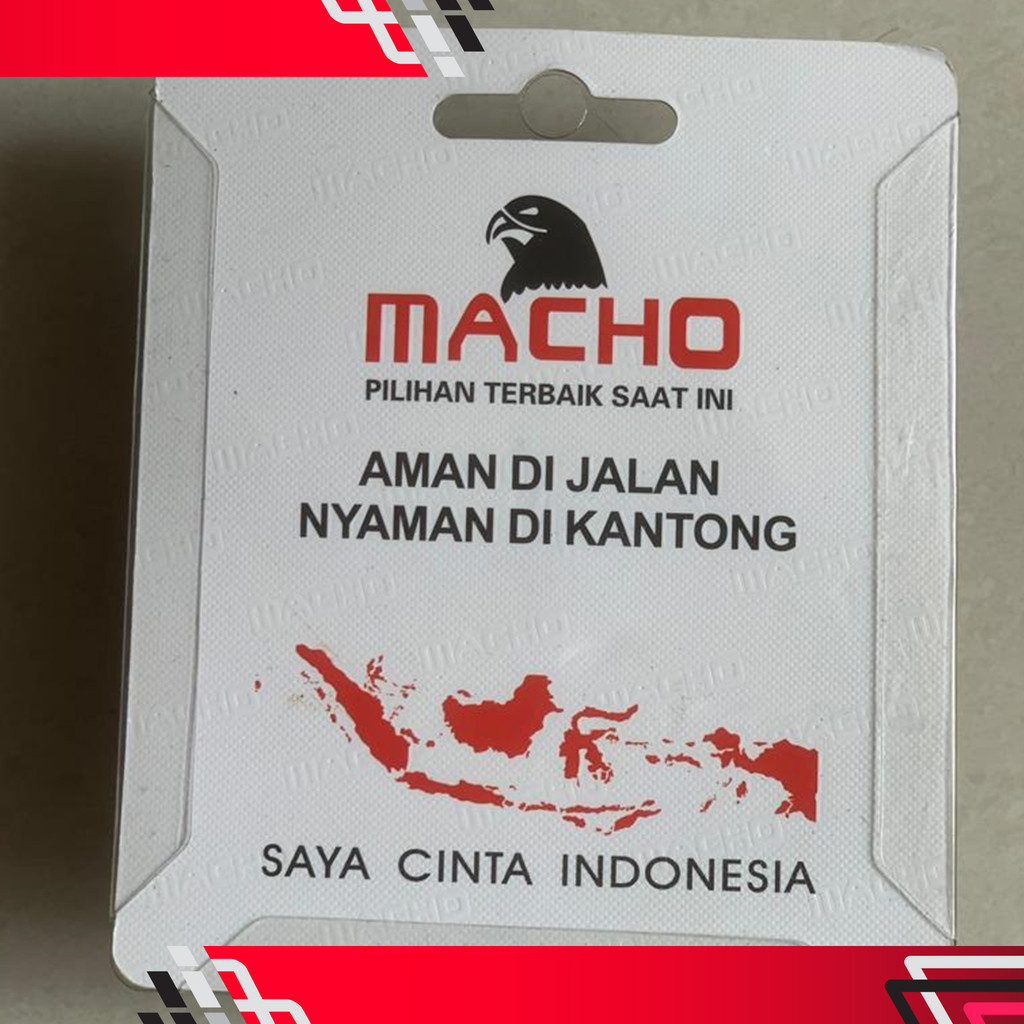 MACHO
PILIHAN TERBAIK SAAT INI
AMAN DI JALAN
NYAMAN DI KANTONG
SAYA CINTA INDONESIA